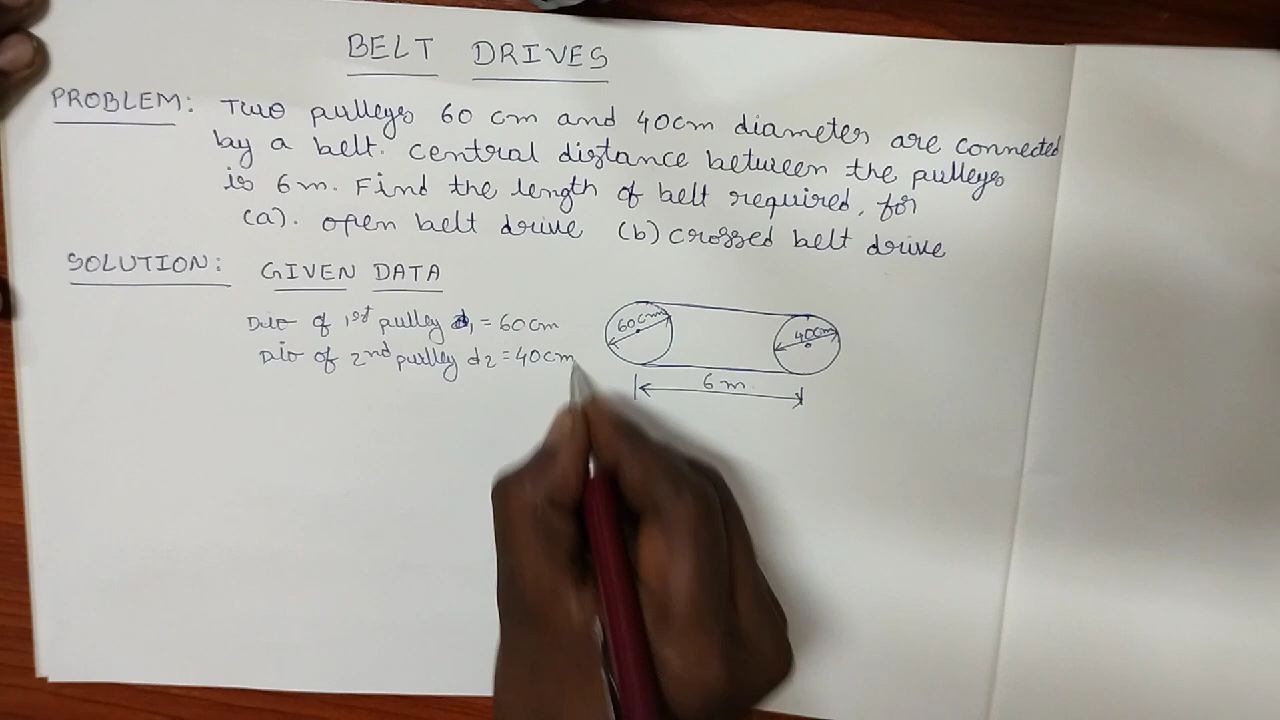 BELT DRIVES
PROBLEM: Two pulleys 60 cm and 40cm diameter are connected
by a belt. central distance between the pulleys
is 6m. Find the length of belt required, for
(a). open belt drive (b) crossed belt drive
SOLUTION: GIVEN DATA
Dia of 1st pulley d1 = 60cm
Dia of 2nd pulley d2 = 40cm
60cm
40cm
6m